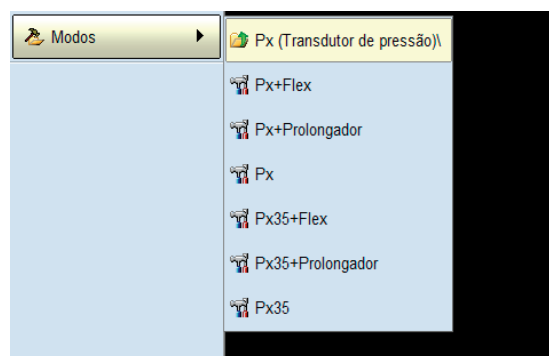 Modos
Px (Transdutor de pressão)\
Px+Flex
Px+Prolongador
Px
Px35+Flex
Px35+Prolongador
Px35